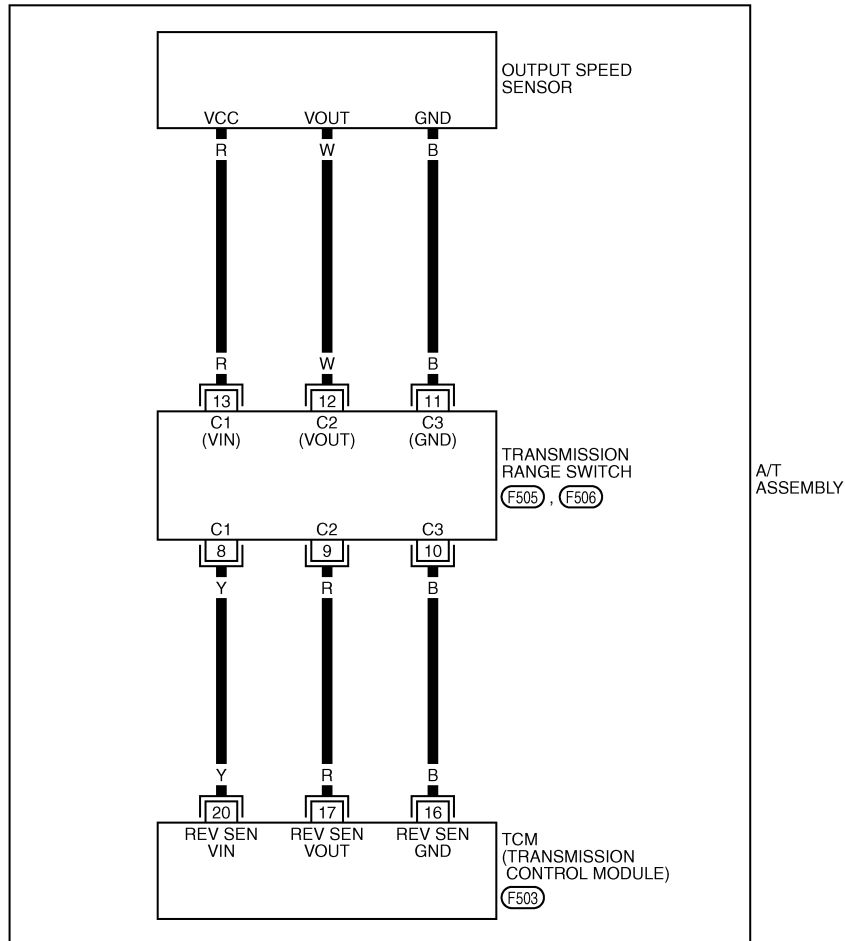 OUTPUT SPEED
SENSOR
VCC VOUT GND
R W B
R W B
13 12 11
C1 C2 C3
(VIN) (VOUT) (GND)
TRANSMISSION
RANGE SWITCH
F505 , F506
A/T
ASSEMBLY
C1 C2 C3
8 9 10
Y R B
Y R B
20 17 16
REV SEN REV SEN REV SEN
VIN VOUT GND
TCM
(TRANSMISSION
CONTROL MODULE)
F503